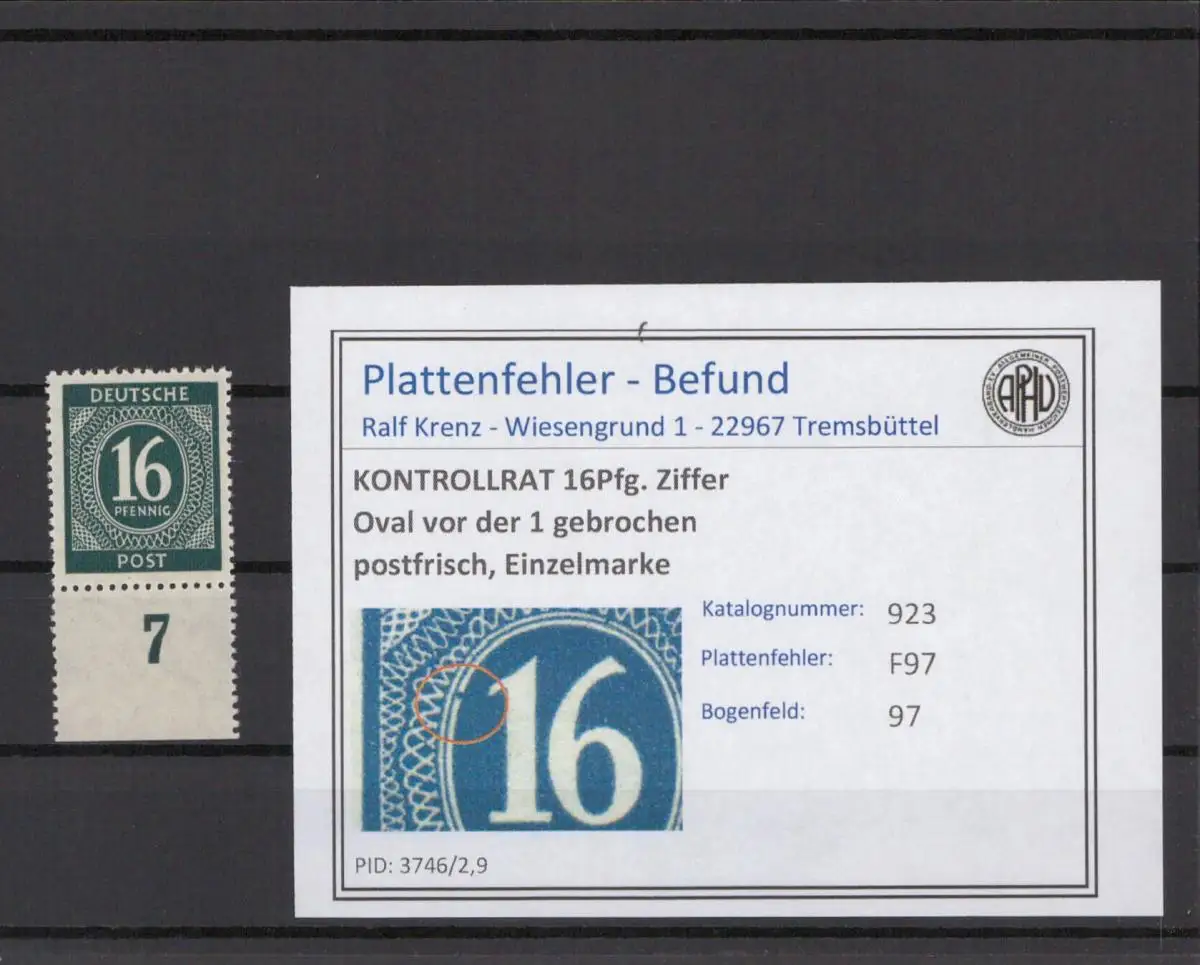 DEUTSCHE
16
PFENNIG
POST
7
Plattenfehler - Befund
Ralf Krenz - Wiesengrund 1 - 22967 Tremsbüttel
APHV
KONTROLLRAT 16Pfg. Ziffer
Oval vor der 1 gebrochen
postfrisch, Einzelmarke
16
Katalognummer: 923
Plattenfehler: F97
Bogenfeld: 97
PID: 3746/2,9